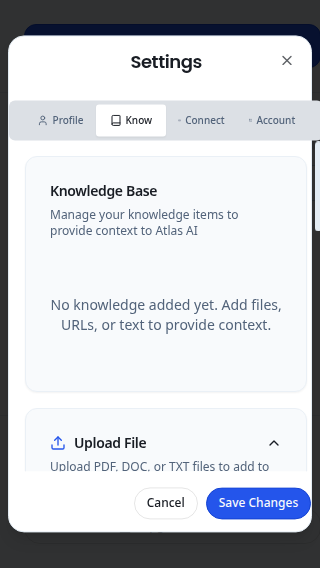 Settings
Profile
Know
Connect
Account
Knowledge Base
Manage your knowledge items to
provide context to Atlas AI
No knowledge added yet. Add files,
URLs, or text to provide context.
Upload File
Upload PDF, DOC, or TXT files to add to
Cancel
Save Changes